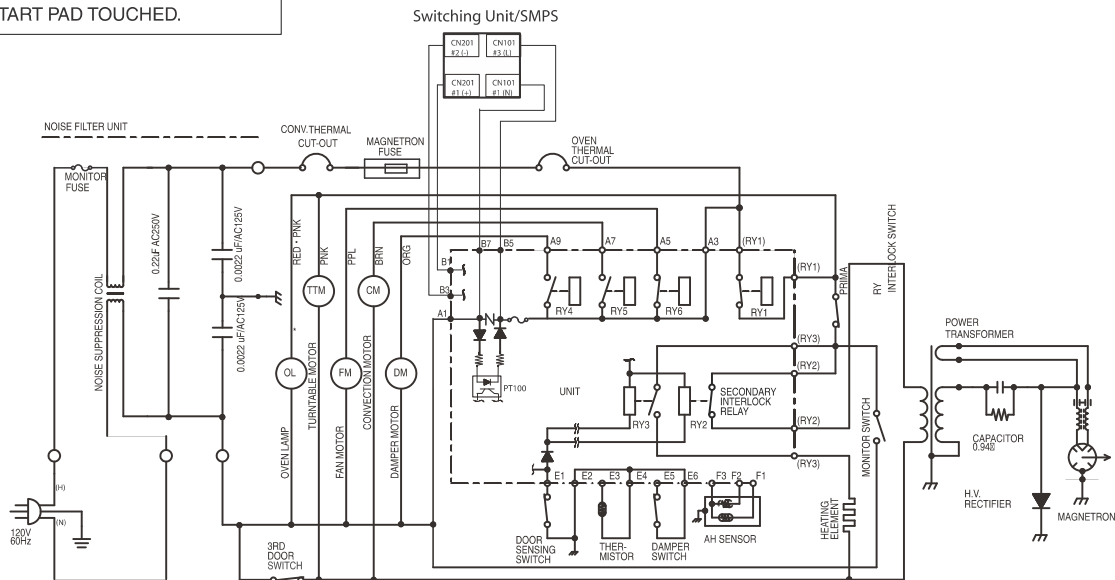 START PAD TOUCHED.
Switching Unit/SMPS
CN201
#2 (-)
CN101
#3 (L)
CN201
#1 (+)
CN101
#1 (N)
NOISE FILTER UNIT
CONV.THERMAL
CUT-OUT
MAGNETRON
FUSE
OVEN
THERMAL
CUT-OUT
MONITOR
FUSE
NOISE SUPPRESSION COIL
0.22uF AC250V
0.0022 uF/AC125V
0.0022 uF/AC125V
RED • PNK
PNK
PPL
BRN
ORG
TTM
CM
OL
FM
DM
OVEN LAMP
TURNTABLE MOTOR
FAN MOTOR
CONVECTION MOTOR
DAMPER MOTOR
B7
B5
A9
A7
A5
A3
(RY1)
B1
B3
A1
(RY1)
RY4
RY5
RY6
RY1
PT100
UNIT
(RY3)
(RY2)
SECONDARY
INTERLOCK
RELAY
RY3
RY2
(RY2)
(RY3)
PRIMA
RY
INTERLOCK SWITCH
MONITOR SWITCH
POWER
TRANSFORMER
CAPACITOR
0.94
H.V.
RECTIFIER
MAGNETRON
E1
E2
E3
E4
E5
E6
F3
F2
F1
DOOR
SENSING
SWITCH
THER-
MISTOR
DAMPER
SWITCH
AH SENSOR
HEATING
ELEMENT
(H)
(N)
120V
60Hz
3RD
DOOR
SWITCH